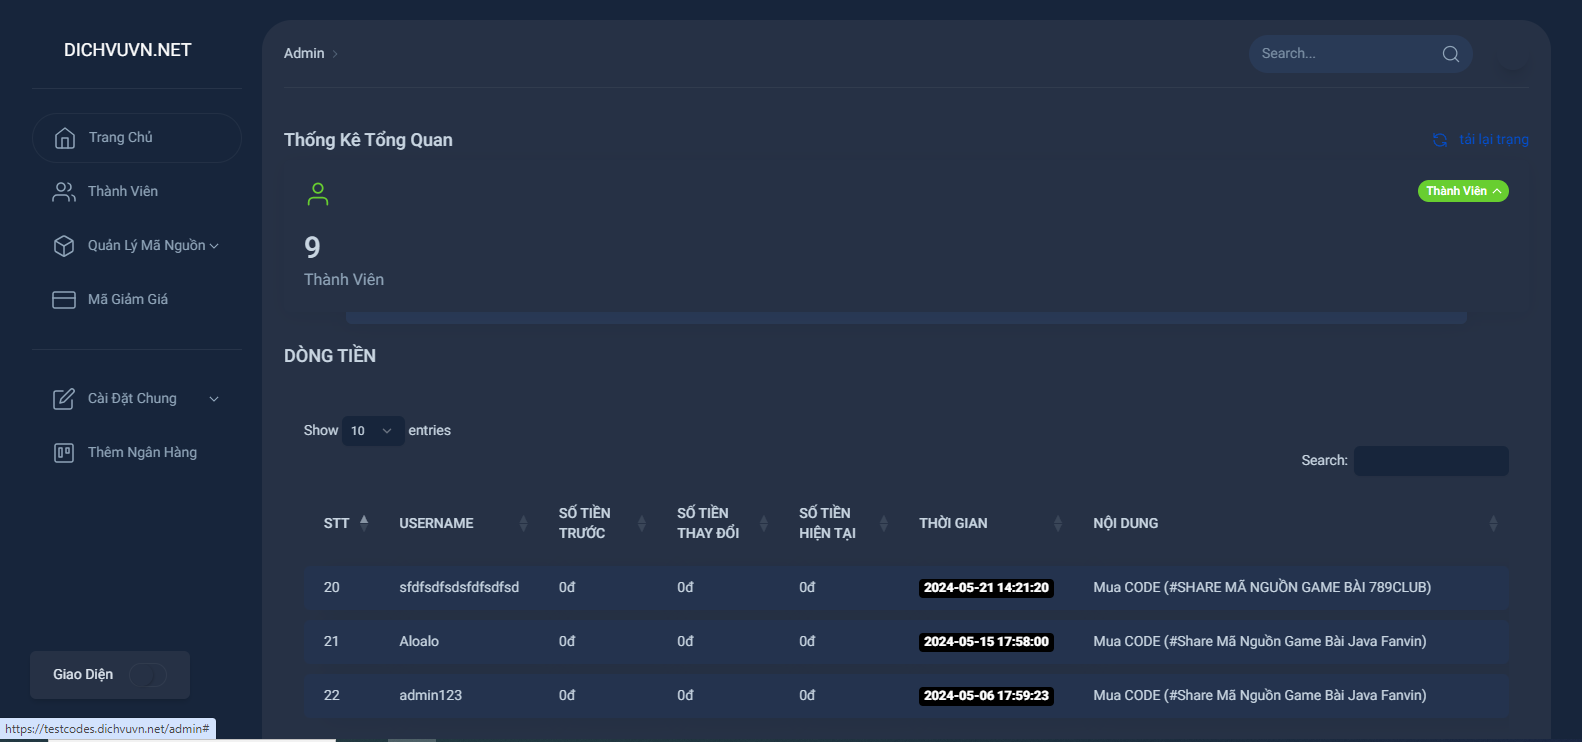 DICHVUVN.NET
Trang Chủ
Thành Viên
Quản Lý Mã Nguồn
Mã Giảm Giá
Cài Đặt Chung
Thêm Ngân Hàng
Giao Diện
https://testcodes.dichvuvn.net/admin#
Admin
Search...
Thống Kê Tổng Quan
tải lại trang
Thành Viên
9
Thành Viên
DÒNG TIỀN
Show 10 entries
Search:
STT USERNAME SỐ TIỀN TRƯỚC SỐ TIỀN THAY ĐỔI SỐ TIỀN HIỆN TẠI THỜI GIAN NỘI DUNG
20 sfdfsdfsdsfdfsdfsd 0đ 0đ 0đ 2024-05-21 14:21:20 Mua CODE (#SHARE MÃ NGUỒN GAME BÀI 789CLUB)
21 Aloalo 0đ 0đ 0đ 2024-05-15 17:58:00 Mua CODE (#Share Mã Nguồn Game Bài Java Fanvin)
22 admin123 0đ 0đ 0đ 2024-05-06 17:59:23 Mua CODE (#Share Mã Nguồn Game Bài Java Fanvin)